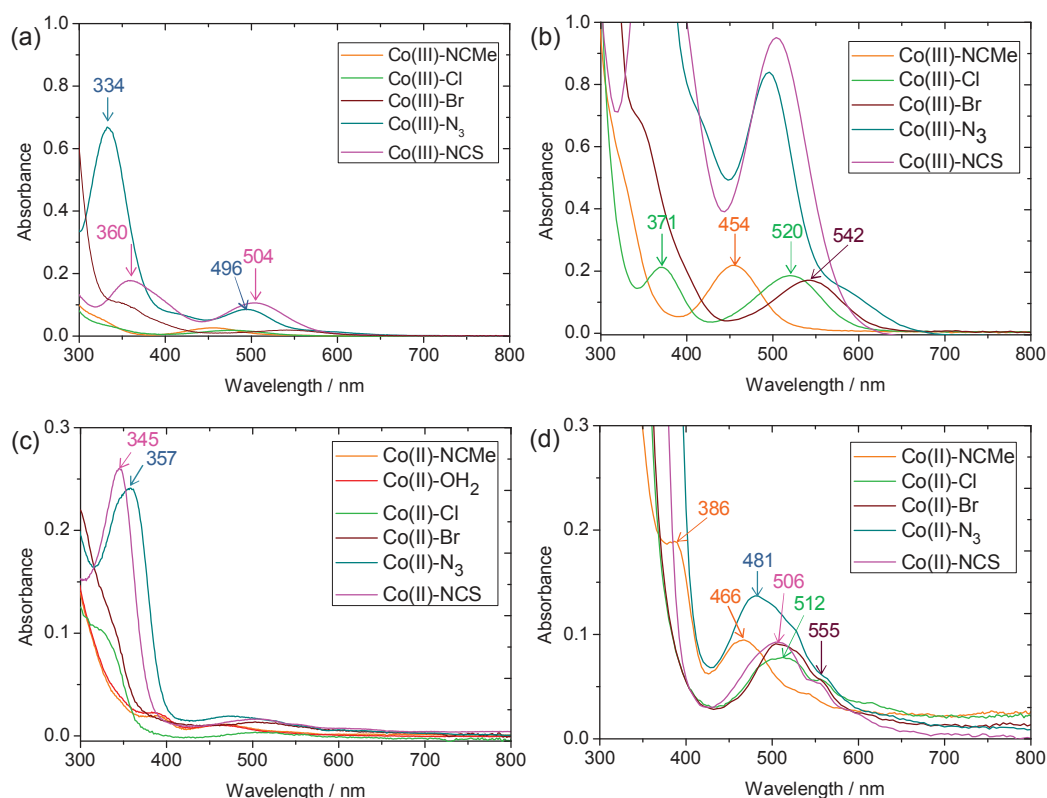 (a)
1.0
0.8
0.6
0.4
0.2
0.0
Absorbance
300 400 500 600 700 800
Wavelength / nm
334
360
496
504
Co(III)-NCMe
Co(III)-Cl
Co(III)-Br
Co(III)-N3
Co(III)-NCS
(b)
1.0
0.8
0.6
0.4
0.2
0.0
Absorbance
300 400 500 600 700 800
Wavelength / nm
371
454
520
542
Co(III)-NCMe
Co(III)-Cl
Co(III)-Br
Co(III)-N3
Co(III)-NCS
(c)
0.3
0.2
0.1
0.0
Absorbance
300 400 500 600 700 800
Wavelength / nm
345
357
Co(II)-NCMe
Co(II)-OH2
Co(II)-Cl
Co(II)-Br
Co(II)-N3
Co(II)-NCS
(d)
0.3
0.2
0.1
0.0
Absorbance
300 400 500 600 700 800
Wavelength / nm
386
466
481
506
512
555
Co(II)-NCMe
Co(II)-Cl
Co(II)-Br
Co(II)-N3
Co(II)-NCS